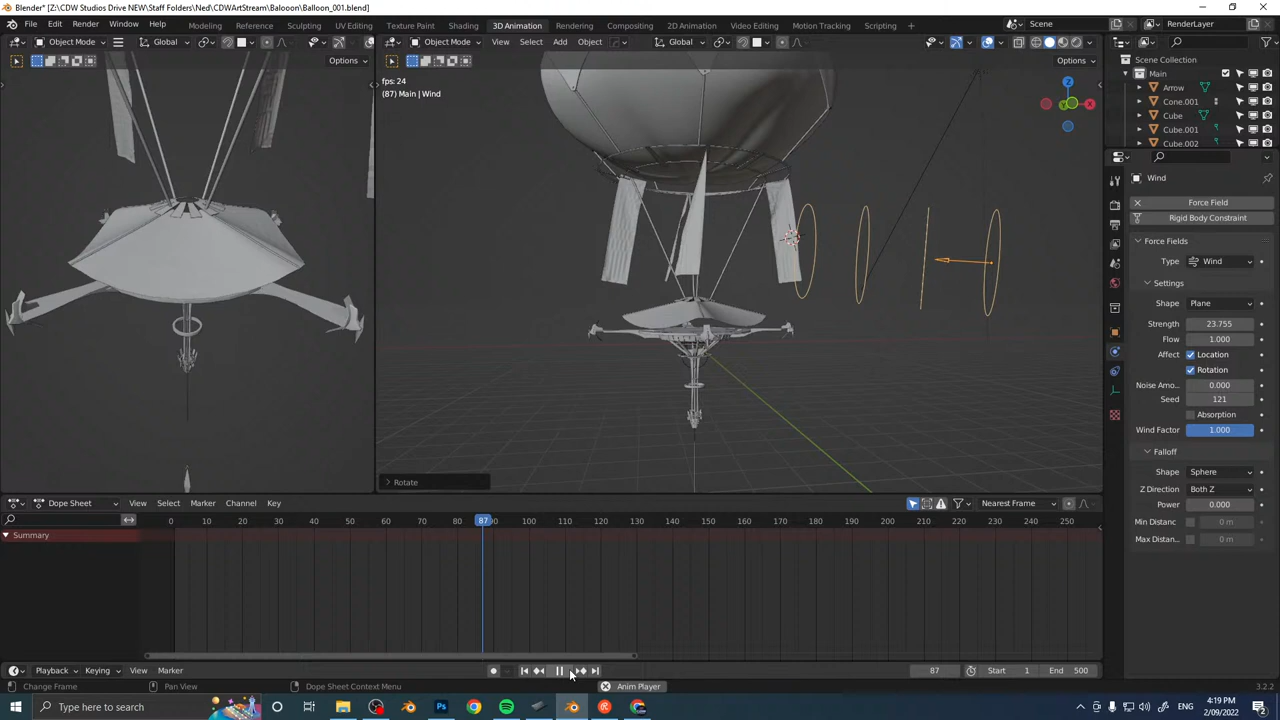 Blender* [Z:\CDW Studios Drive NEW\Staff Folders\Ned\CDWArtStream\Balooon\Balloon_001.blend]
File Edit Render Window Help Modeling Reference Sculpting UV Editing Texture Paint Shading 3D Animation Rendering Compositing 2D Animation Video Editing Scripting Scene RenderLayer
Object Mode Global Object Mode View Select Add Object Global
Options Options
Scene Collection
Main
Arrow
Cone.001
Cube
Cube.001
Cube.002
fps: 24
(87) Main | Wind
Z
X
Y
Wind
Force Field
Rigid Body Constraint
Force Fields
Type Wind
Settings
Shape Plane
Strength 23.755
Flow 1.000
Affect Location
Rotation
Noise Amo... 0.000
Seed 121
Absorption
Wind Factor 1.000
Falloff
Shape Sphere
Z Direction Both Z
Power 0.000
Min Distanc 0 m
Max Distanc 0 m
Rotate
Dope Sheet View Select Marker Channel Key Nearest Frame
0 10 20 30 40 50 60 70 80 87 90 100 110 120 130 140 150 160 170 180 190 200 210 220 230 240 250
Summary
Playback Keying View Marker 87 Start 1 End 500
Change Frame Pan View Dope Sheet Context Menu Anim Player 3.2.2
Type here to search
4:19 PM
2/09/2022